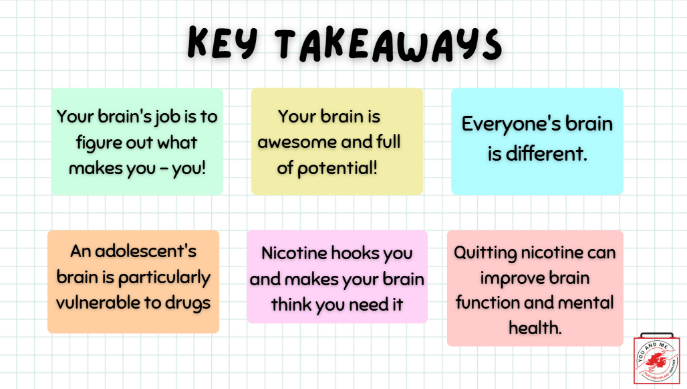 KEY TAKEAWAYS
Your brain's job is to
figure out what
makes you – you!
Your brain is
awesome and full
of potential!
Everyone's brain
is different.
An adolescent's
brain is particularly
vulnerable to drugs
Nicotine hooks you
and makes your brain
think you need it
Quitting nicotine can
improve brain
function and mental
health.
YOU AND ME